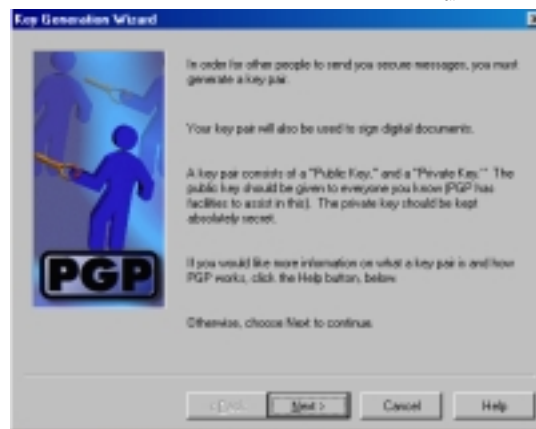 Key Generation Wizard
In order for other people to send you secure messages, you must
generate a key pair.
Your key pair will also be used to sign digital documents.
A key pair consists of a "Public Key," and a "Private Key." The
public key should be given to everyone you know (PGP has
facilities to assist in this). The private key should be kept
absolutely secret.
If you would like more information on what a key pair is and how
PGP works, click the Help button, below.
Otherwise, choose Next to continue.
PGP
< Back
Next >
Cancel
Help